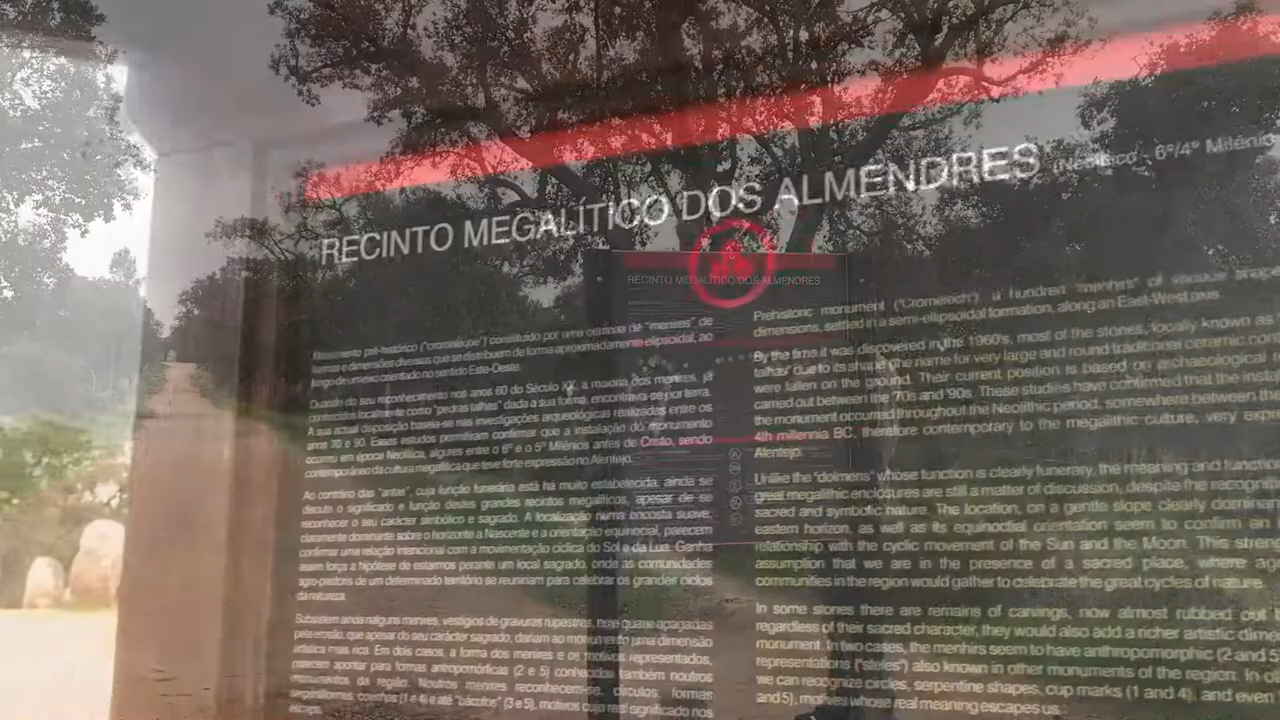 RECINTO MEGALÍTICO DOS ALMENDRES (Neolítico - 6º/4º Milénio
RECINTO MEGALÍTICO DOS ALMENDRES
Monumento pré-histórico ("cromeleque") constituído por uma centena de "menires" de
formas e dimensões diversas que se distribuem de forma aproximadamente elipsoidal, ao
longo de um eixo orientado no sentido Este-Oeste.
Quando do seu reconhecimento nos anos 60 do Século XX, a maioria dos menires, já
conhecidos localmente como "pedras talhas" dada a sua forma, encontrava-se por terra.
A sua actual disposição baseia-se nas investigações arqueológicas realizadas entre os
anos 70 e 90. Esses estudos permitiram confirmar que a instalação do monumento
ocorreu em época Neolítica, algures entre o 6º e o 5º Milénios antes de Cristo, sendo
contemporâneo da cultura megalítica que teve forte expressão no Alentejo.
Ao contrário das "antas", cuja função funerária está há muito estabelecida, ainda se
discute o significado e função destes grandes recintos megalíticos, apesar de se
reconhecer o seu carácter simbólico e sagrado. A localização numa encosta suave,
claramente dominante sobre o horizonte a Nascente e a orientação equinocial, parecem
confirmar uma relação intencional com a movimentação cíclica do Sol e da Lua. Ganha
assim força a hipótese de estarmos perante um local sagrado, onde as comunidades
agro-pastoris de um determinado território se reuniriam para celebrar os grandes ciclos
da natureza.
Subsistem ainda nalguns menires, vestígios de gravuras rupestres, hoje quase apagadas
pela erosão, que apesar do seu carácter sagrado, dariam ao monumento uma dimensão
artística mais rica. Em dois casos, a forma dos menires e os motivos representados,
parecem apontar para formas antropomórficas (2 e 5) conhecidas também noutros
monumentos da região. Noutros menires reconhecem-se, círculos, formas
serpentiformes, covinhas (1 e 4) e até "báculos" (3 e 5), motivos cujo real significado nos
escapa.
Prehistoric monument ("Cromelech") a hundred "menhirs" of various
dimensions, settled in a semi-ellipsoidal formation, along an East-West axis.
By the time it was discovered in the 1960's, most of the stones, locally known as
talhas" due to its shape (the name for very large and round traditional ceramic con
were fallen on the ground. Their current position is based on archaeological
carried out between the 70s and 90s. These studies have confirmed that the inst
the monument occurred throughout the Neolithic period, somewhere between th
4th millennia BC, therefore contemporary to the megalithic culture, very expr
Alentejo.
Unlike the "dolmens" whose function is clearly funerary, the meaning and function
great megalithic enclosures are still a matter of discussion, despite the recognit
sacred and symbolic nature. The location, on a gentle slope clearly domin
eastern horizon, as well as its equinoctial orientation seem to confirm an
relationship with the cyclic movement of the Sun and the Moon. This stren
assumption that we are in the presence of a sacred place, where ag
communities in the region would gather to celebrate the great cycles of nature.
In some stones there are remains of carvings, now almost rubbed out
regardless of their sacred character, they would also add a richer artistic dime
monument. In two cases, the menhirs seem to have anthropomorphic (2 and 5
representations ("steles") also known in other monuments of the region. In ot
we can recognize circles, serpentine shapes, cup marks (1 and 4), and even
and 5), motives whose real meaning escapes us.